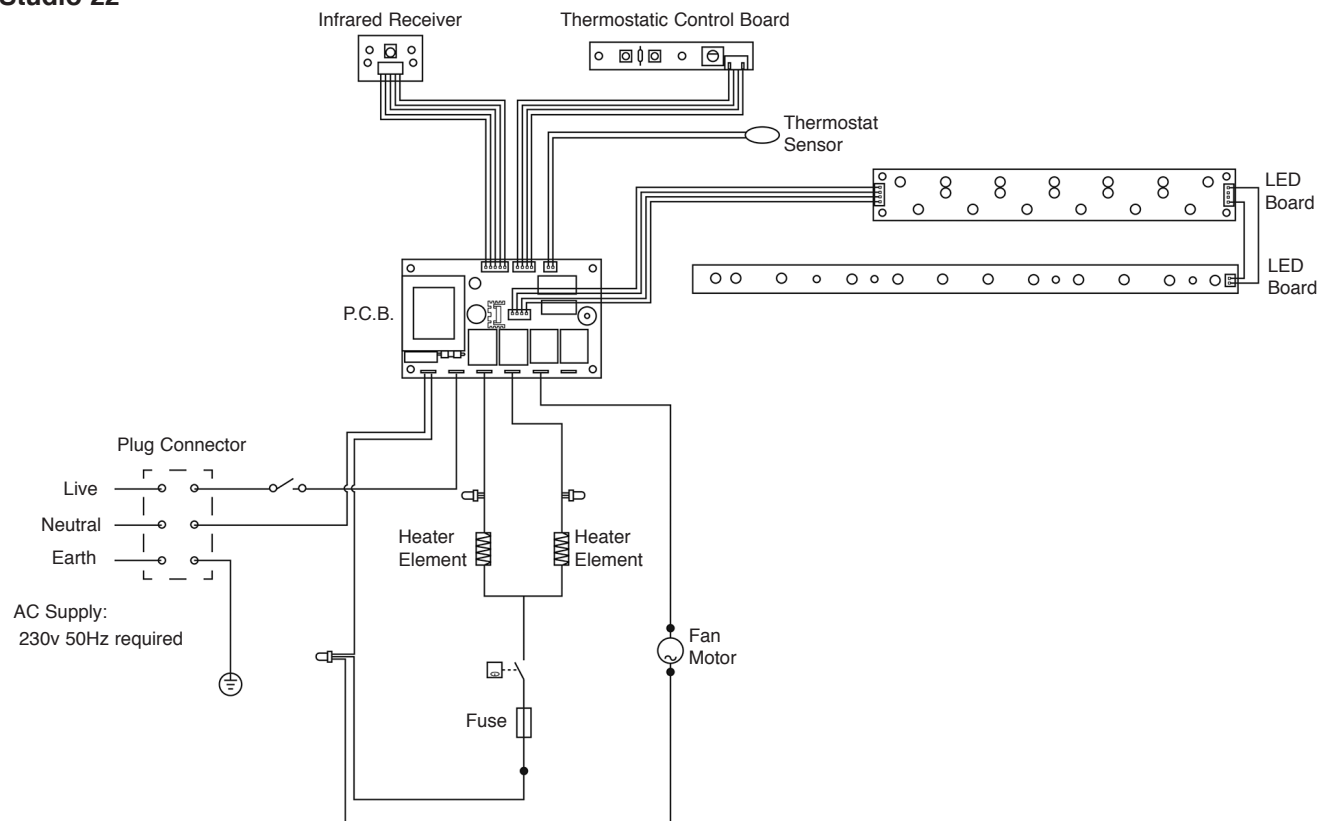 Studio 22
Infrared Receiver
Thermostatic Control Board
Thermostat
Sensor
LED
Board
LED
Board
P.C.B.
Plug Connector
Live
Neutral
Earth
Heater
Element
Heater
Element
AC Supply:
230v 50Hz required
Fan
Motor
Fuse